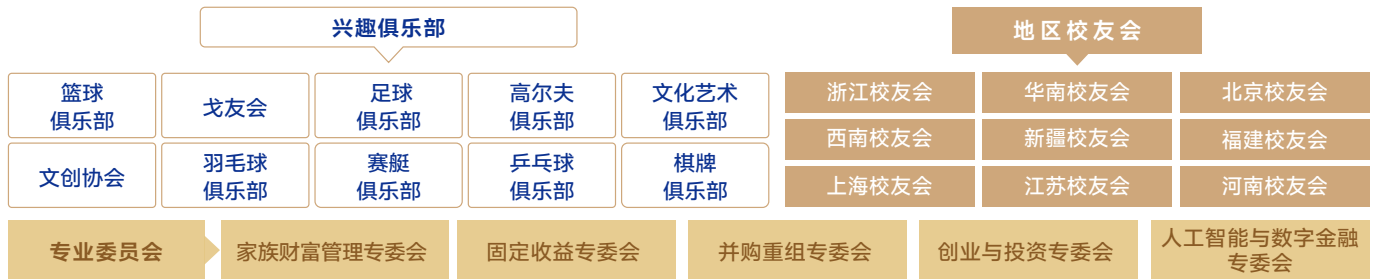 兴趣俱乐部
篮球
俱乐部
戈友会
足球
俱乐部
高尔夫
俱乐部
文化艺术
俱乐部
文创协会
羽毛球
俱乐部
赛艇
俱乐部
乒乓球
俱乐部
棋牌
俱乐部
地区校友会
浙江校友会
华南校友会
北京校友会
西南校友会
新疆校友会
福建校友会
上海校友会
江苏校友会
河南校友会
专业委员会
家族财富管理专委会
固定收益专委会
并购重组专委会
创业与投资专委会
人工智能与数字金融
专委会